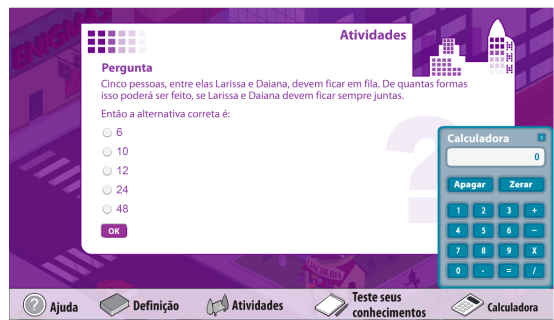 ENIGMA
Atividades
Pergunta
Cinco pessoas, entre elas Larissa e Daiana, devem ficar em fila. De quantas formas
isso poderá ser feito, se Larissa e Daiana devem ficar sempre juntas.
Então a alternativa correta é:
6
10
12
24
48
OK
?
Calculadora x
0
Apagar Zerar
1 2 3 +
4 5 6 -
7 8 9 X
0 . = /
LANCHERIA
? Ajuda
Definição
Atividades
Teste seus
conhecimentos
Calculadora